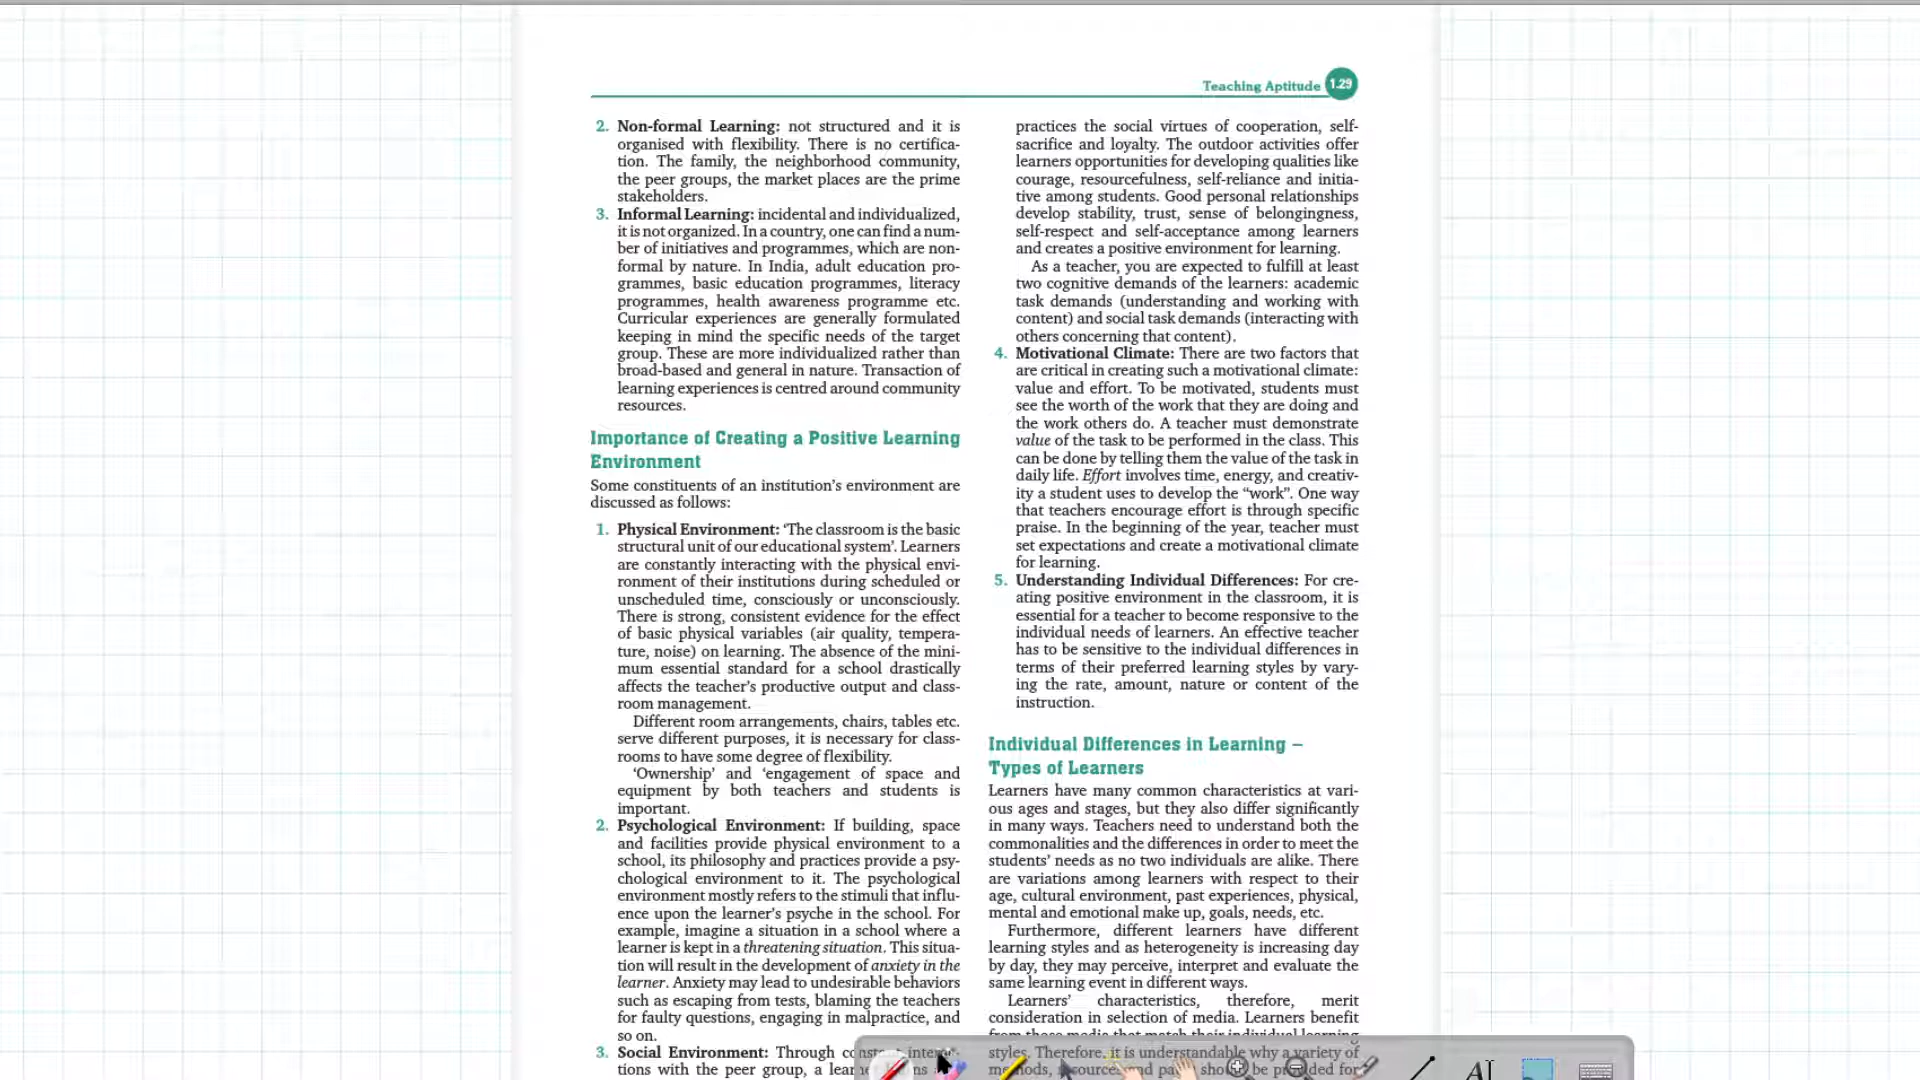 Teaching Aptitude 1.29
2. Non-formal Learning: not structured and it is
organised with flexibility. There is no certifica-
tion. The family, the neighborhood community,
the peer groups, the market places are the prime
stakeholders.
3. Informal Learning: incidental and individualized,
it is not organized. In a country, one can find a num-
ber of initiatives and programmes, which are non-
formal by nature. In India, adult education pro-
grammes, basic education programmes, literacy
programmes, health awareness programme etc.
Curricular experiences are generally formulated
keeping in mind the specific needs of the target
group. These are more individualized rather than
broad-based and general in nature. Transaction of
learning experiences is centred around community
resources.
Importance of Creating a Positive Learning
Environment
Some constituents of an institution's environment are
discussed as follows:
1. Physical Environment: 'The classroom is the basic
structural unit of our educational system'. Learners
are constantly interacting with the physical envi-
ronment of their institutions during scheduled or
unscheduled time, consciously or unconsciously.
There is strong, consistent evidence for the effect
of basic physical variables (air quality, tempera-
ture, noise) on learning. The absence of the mini-
mum essential standard for a school drastically
affects the teacher's productive output and class-
room management.
Different room arrangements, chairs, tables etc.
serve different purposes, it is necessary for class-
rooms to have some degree of flexibility.
'Ownership' and 'engagement of space and
equipment by both teachers and students is
important.
2. Psychological Environment: If building, space
and facilities provide physical environment to a
school, its philosophy and practices provide a psy-
chological environment to it. The psychological
environment mostly refers to the stimuli that influ-
ence upon the learner's psyche in the school. For
example, imagine a situation in a school where a
learner is kept in a threatening situation. This situa-
tion will result in the development of anxiety in the
learner. Anxiety may lead to undesirable behaviors
such as escaping from tests, blaming the teachers
for faulty questions, engaging in malpractice, and
so on.
3. Social Environment: Through
tions with the peer group, a
practices the social virtues of cooperation, self-
sacrifice and loyalty. The outdoor activities offer
learners opportunities for developing qualities like
courage, resourcefulness, self-reliance and initia-
tive among students. Good personal relationships
develop stability, trust, sense of belongingness,
self-respect and self-acceptance among learners
and creates a positive environment for learning.
As a teacher, you are expected to fulfill at least
two cognitive demands of the learners: academic
task demands (understanding and working with
content) and social task demands (interacting with
others concerning that content).
4. Motivational Climate: There are two factors that
are critical in creating such a motivational climate:
value and effort. To be motivated, students must
see the worth of the work that they are doing and
the work others do. A teacher must demonstrate
value of the task to be performed in the class. This
can be done by telling them the value of the task in
daily life. Effort involves time, energy, and creativ-
ity a student uses to develop the "work". One way
that teachers encourage effort is through specific
praise. In the beginning of the year, teacher must
set expectations and create a motivational climate
for learning.
5. Understanding Individual Differences: For cre-
ating positive environment in the classroom, it is
essential for a teacher to become responsive to the
individual needs of learners. An effective teacher
has to be sensitive to the individual differences in
terms of their preferred learning styles by vary-
ing the rate, amount, nature or content of the
instruction.
Individual Differences in Learning –
Types of Learners
Learners have many common characteristics at vari-
ous ages and stages, but they also differ significantly
in many ways. Teachers need to understand both the
commonalities and the differences in order to meet the
students' needs as no two individuals are alike. There
are variations among learners with respect to their
age, cultural environment, past experiences, physical,
mental and emotional make up, goals, needs, etc.
Furthermore, different learners have different
learning styles and as heterogeneity is increasing day
by day, they may perceive, interpret and evaluate the
same learning event in different ways.
Learners' characteristics, therefore, merit
consideration in selection of media. Learners benefit
from those media that match their individual learning
styles. Therefore, it is understandable why a variety of
be provided for